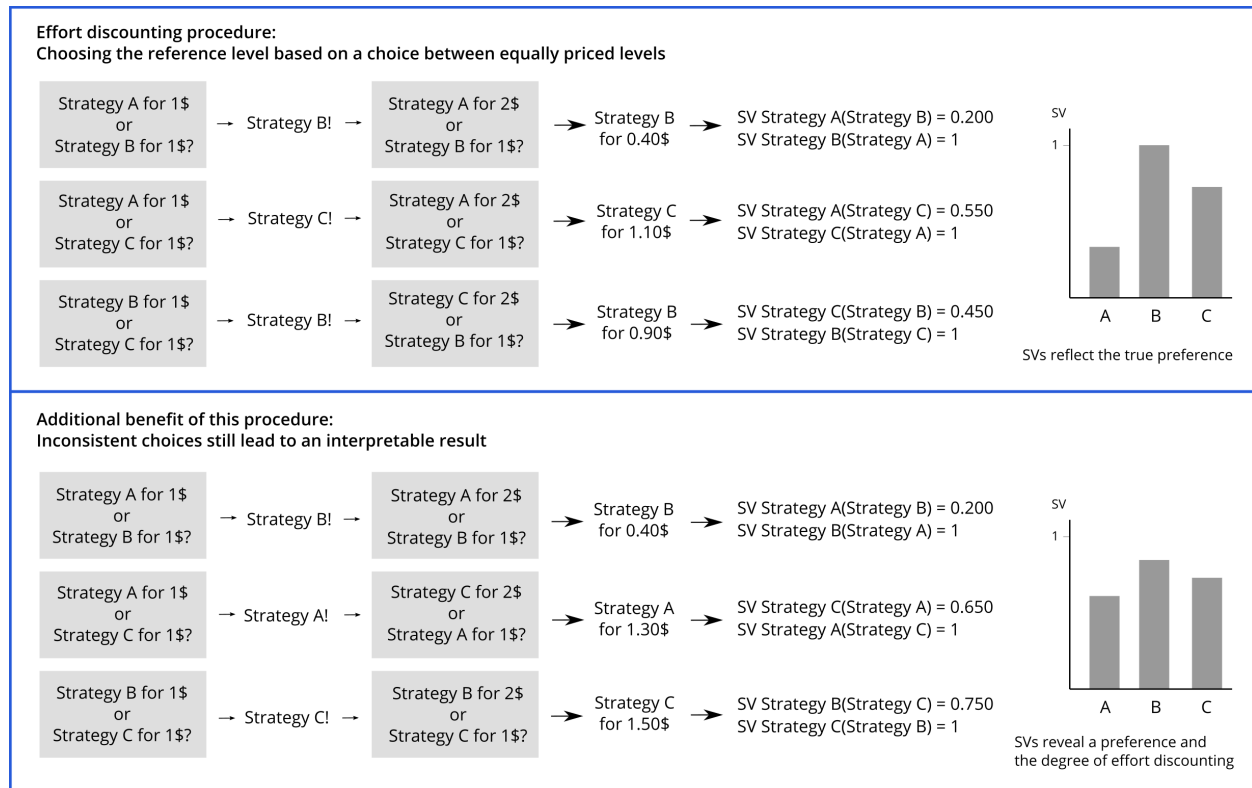 Effort discounting procedure:
Choosing the reference level based on a choice between equally priced levels
Strategy A for 1$
or
Strategy B for 1$?
Strategy B!
Strategy A for 2$
or
Strategy B for 1$?
Strategy B
for 0.40$
SV Strategy A(Strategy B) = 0.200
SV Strategy B(Strategy A) = 1
Strategy A for 1$
or
Strategy C for 1$?
Strategy C!
Strategy A for 2$
or
Strategy C for 1$?
Strategy C
for 1.10$
SV Strategy A(Strategy C) = 0.550
SV Strategy C(Strategy A) = 1
Strategy B for 1$
or
Strategy C for 1$?
Strategy B!
Strategy C for 2$
or
Strategy B for 1$?
Strategy B
for 0.90$
SV Strategy C(Strategy B) = 0.450
SV Strategy B(Strategy C) = 1
SV
1
A B C
SVs reflect the true preference
Additional benefit of this procedure:
Inconsistent choices still lead to an interpretable result
Strategy A for 1$
or
Strategy B for 1$?
Strategy B!
Strategy A for 2$
or
Strategy B for 1$?
Strategy B
for 0.40$
SV Strategy A(Strategy B) = 0.200
SV Strategy B(Strategy A) = 1
Strategy A for 1$
or
Strategy C for 1$?
Strategy A!
Strategy C for 2$
or
Strategy A for 1$?
Strategy A
for 1.30$
SV Strategy C(Strategy A) = 0.650
SV Strategy A(Strategy C) = 1
Strategy B for 1$
or
Strategy C for 1$?
Strategy C!
Strategy B for 2$
or
Strategy C for 1$?
Strategy C
for 1.50$
SV Strategy B(Strategy C) = 0.750
SV Strategy C(Strategy B) = 1
SV
1
A B C
SVs reveal a preference and
the degree of effort discounting